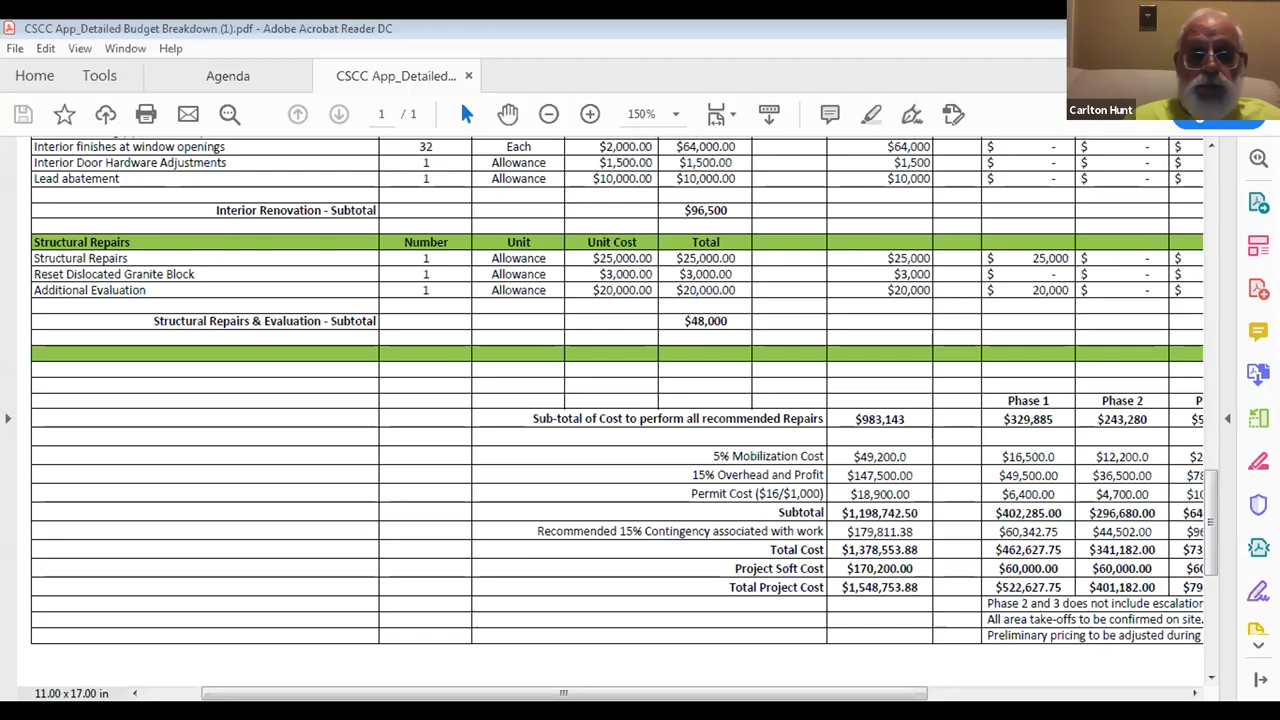 CSCC App_Detailed Budget Breakdown (1).pdf - Adobe Acrobat Reader DC
File Edit View Window Help
Home Tools Agenda CSCC App_Detailed... ×
1 / 1 150%
Carlton Hunt
Interior finishes at window openings 32 Each $2,000.00 $64,000.00 $64,000 $ - $ - $
Interior Door Hardware Adjustments 1 Allowance $1,500.00 $1,500.00 $1,500 $ - $ - $
Lead abatement 1 Allowance $10,000.00 $10,000.00 $10,000 $ - $ - $
Interior Renovation - Subtotal $96,500
Structural Repairs Number Unit Unit Cost Total
Structural Repairs 1 Allowance $25,000.00 $25,000.00 $25,000 $ 25,000 $ - $
Reset Dislocated Granite Block 1 Allowance $3,000.00 $3,000.00 $3,000 $ - $ - $
Additional Evaluation 1 Allowance $20,000.00 $20,000.00 $20,000 $ 20,000 $ - $
Structural Repairs & Evaluation - Subtotal $48,000
Phase 1 Phase 2 P
Sub-total of Cost to perform all recommended Repairs $983,143 $329,885 $243,280 $5
5% Mobilization Cost $49,200.0 $16,500.0 $12,200.0 $2
15% Overhead and Profit $147,500.00 $49,500.00 $36,500.00 $78
Permit Cost ($16/$1,000) $18,900.00 $6,400.00 $4,700.00 $10
Subtotal $1,198,742.50 $402,285.00 $296,680.00 $64
Recommended 15% Contingency associated with work $179,811.38 $60,342.75 $44,502.00 $96
Total Cost $1,378,553.88 $462,627.75 $341,182.00 $73
Project Soft Cost $170,200.00 $60,000.00 $60,000.00 $60
Total Project Cost $1,548,753.88 $522,627.75 $401,182.00 $79
Phase 2 and 3 does not include escalation
All area take-offs to be confirmed on site.
Preliminary pricing to be adjusted during
11.00 x 17.00 in